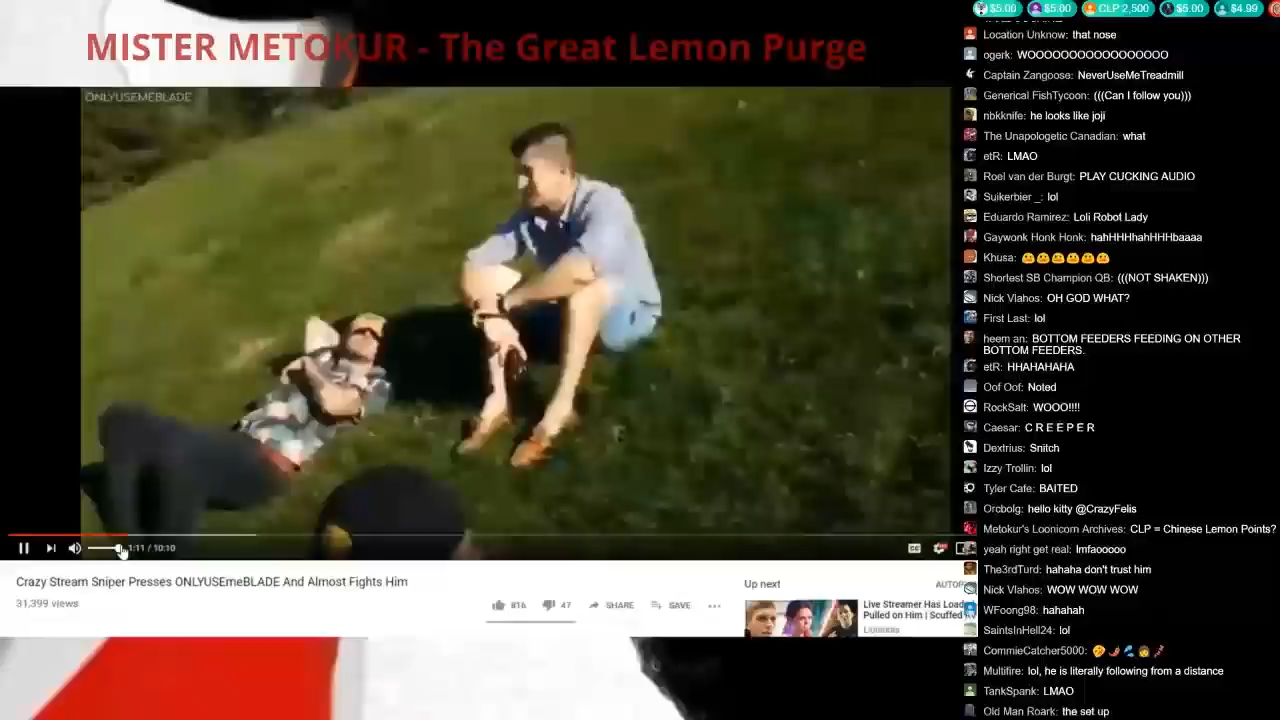 MISTER METOKUR - The Great Lemon Purge
ONLYUSEMEBLADE
1:11 / 10:10
CC
Crazy Stream Sniper Presses ONLYUSEmeBLADE And Almost Fights Him
31,399 views
816
47
SHARE
SAVE
Up next
AUTOP
Live Streamer Has Load
Pulled on Him | Scuffed
$5.00
$5.00
CLP 2,500
$5.00
$4.99
Location Unknow: that nose
ogerk: WOOOOOOOOOOOOOOOOO
Captain Zangoose: NeverUseMeTreadmill
Generical FishTycoon: (((Can I follow you)))
nbkknife: he looks like joji
The Unapologetic Canadian: what
etR: LMAO
Roel van der Burgt: PLAY CUCKING AUDIO
Suikerbier _: lol
Eduardo Ramirez: Loli Robot Lady
Gaywonk Honk Honk: hahHHHhahHHHbaaaa
Khusa:
Shortest SB Champion QB: (((NOT SHAKEN)))
Nick Vlahos: OH GOD WHAT?
First Last: lol
heem an: BOTTOM FEEDERS FEEDING ON OTHER
BOTTOM FEEDERS.
etR: HHAHAHAHA
Oof Oof: Noted
RockSalt: WOOO!!!!
Caesar: C R E E P E R
Dextrius: Snitch
Izzy Trollin: lol
Tyler Cafe: BAITED
Orcbolg: hello kitty @CrazyFelis
Metokur's Loonicorn Archives: CLP = Chinese Lemon Points?
yeah right get real: lmfaooooo
The3rdTurd: hahaha don't trust him
Nick Vlahos: WOW WOW WOW
WFoong98: hahahah
SaintsInHell24: lol
CommieCatcher5000:
Multifire: lol, he is literally following from a distance
TankSpank: LMAO
Old Man Roark: the set up